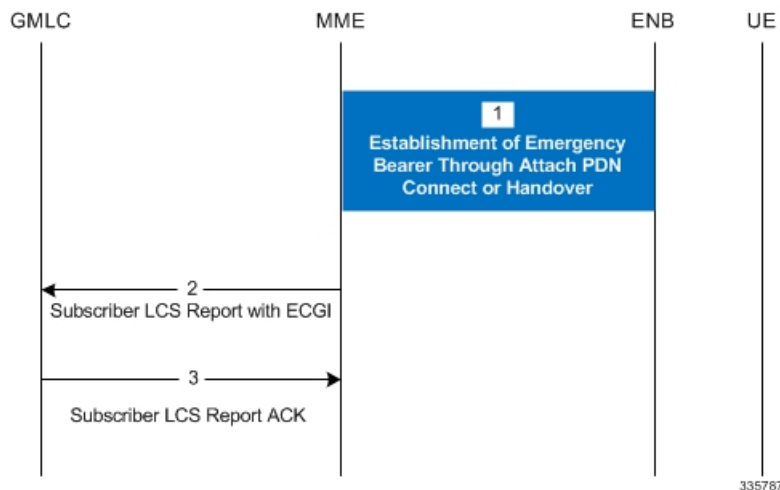 GMLC MME ENB UE
1
Establishment of Emergency
Bearer Through Attach PDN
Connect or Handover
2
Subscriber LCS Report with ECGI
3
Subscriber LCS Report ACK
335787